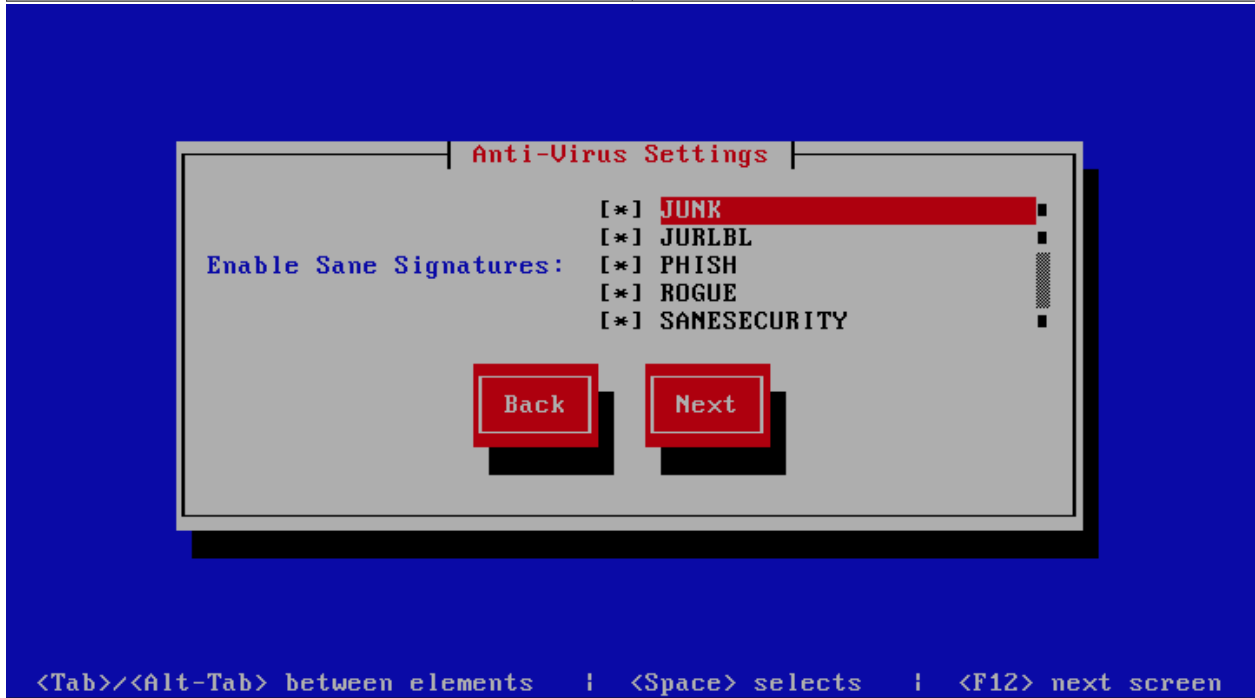 Anti-Virus Settings
[*] JUNK
[*] JURLBL
Enable Sane Signatures: [*] PHISH
[*] ROGUE
[*] SANESECURITY
Back Next
<Tab>/<Alt-Tab> between elements | <Space> selects | <F12> next screen